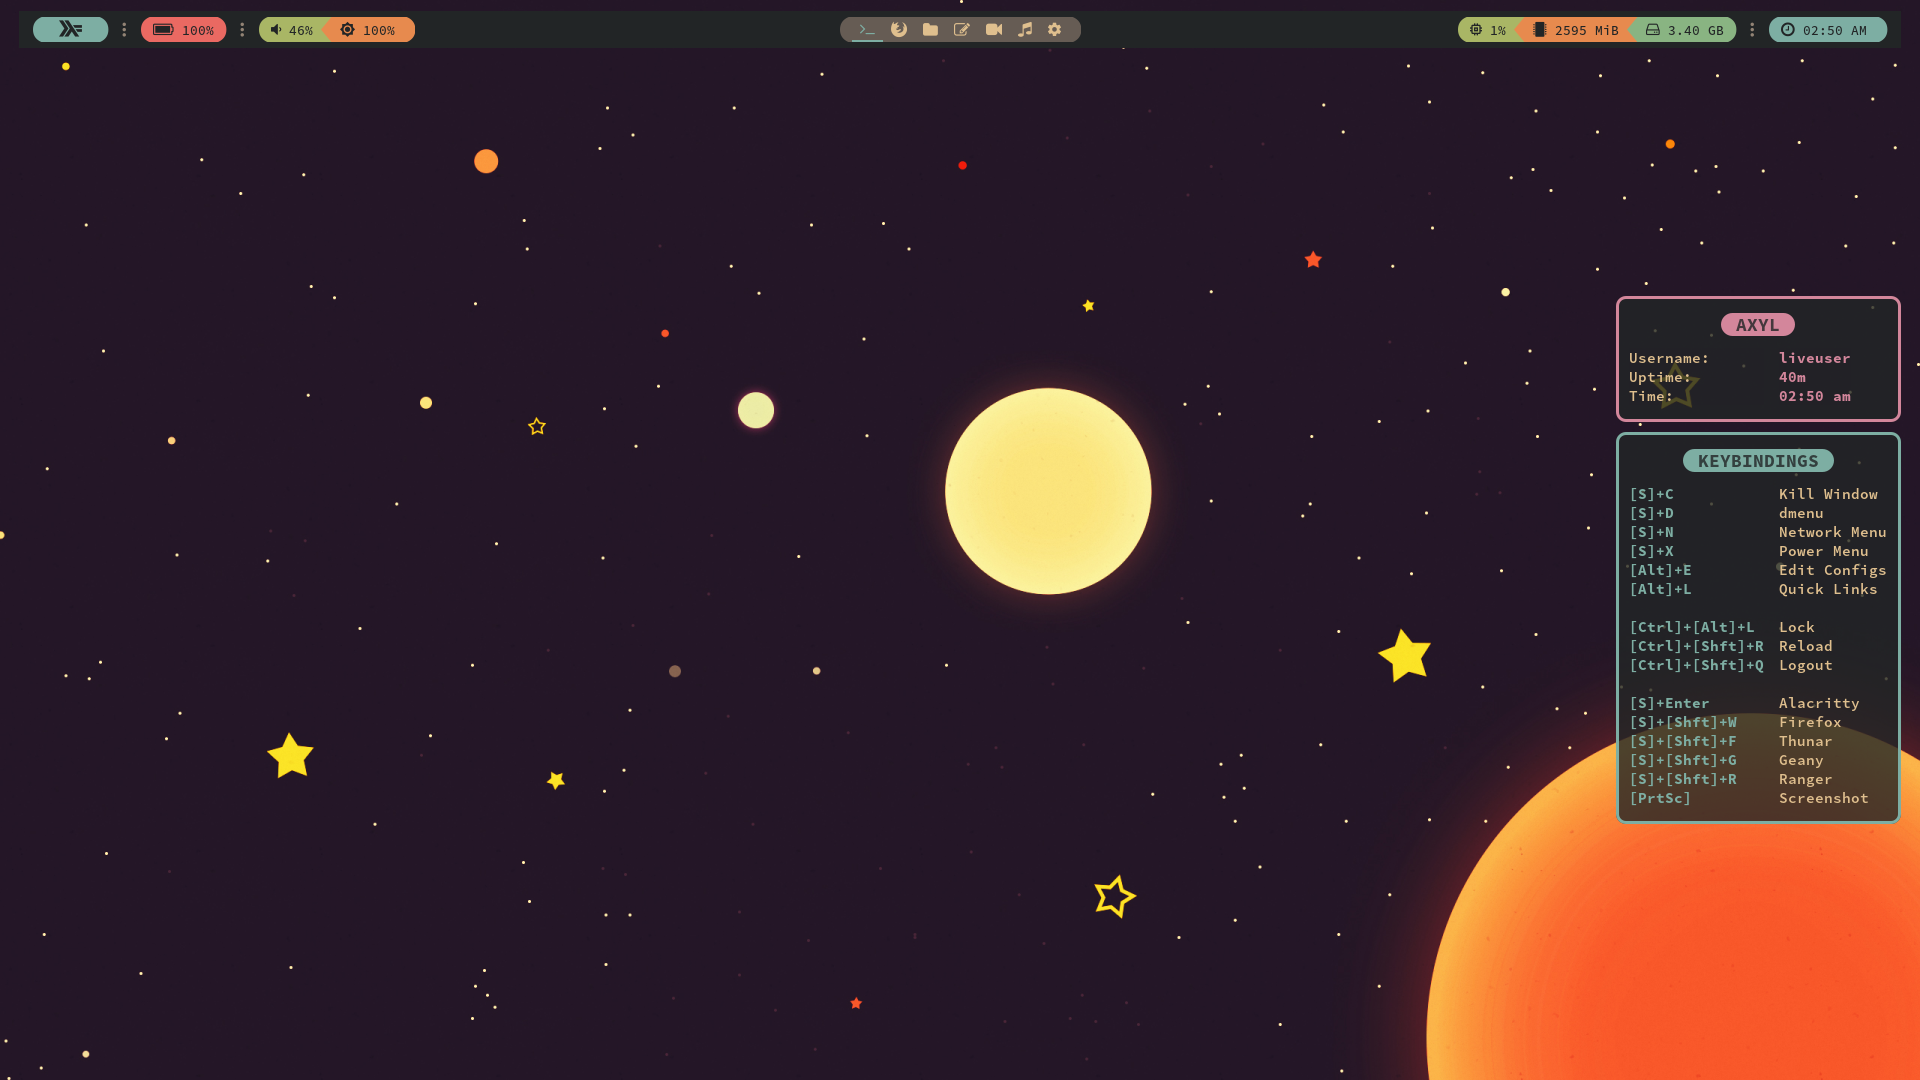 100%
46%
100%
1%
2595 MiB
3.40 GB
02:50 AM
AXYL
Username: liveuser
Uptime: 40m
Time: 02:50 am
KEYBINDINGS
[S]+C Kill Window
[S]+D dmenu
[S]+N Network Menu
[S]+X Power Menu
[Alt]+E Edit Configs
[Alt]+L Quick Links
[Ctrl]+[Alt]+L Lock
[Ctrl]+[Shft]+R Reload
[Ctrl]+[Shft]+Q Logout
[S]+Enter Alacritty
[S]+[Shft]+W Firefox
[S]+[Shft]+F Thunar
[S]+[Shft]+G Geany
[S]+[Shft]+R Ranger
[PrtSc] Screenshot